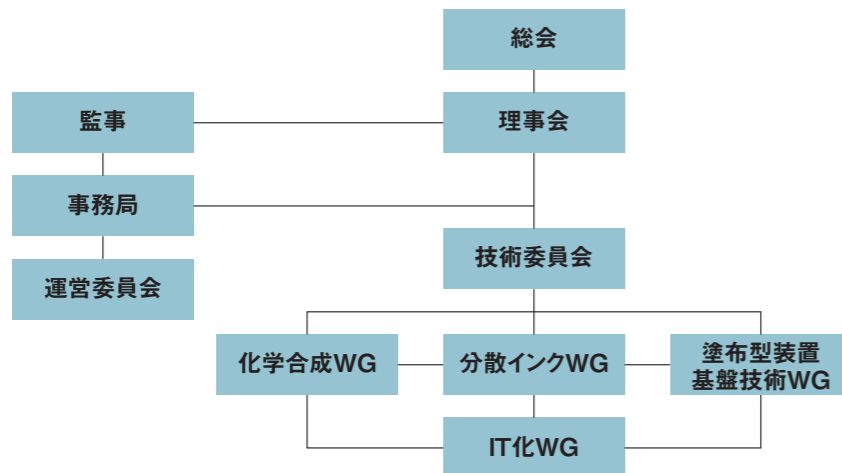 総会
監事
理事会
事務局
技術委員会
運営委員会
化学合成WG
分散インクWG
塗布型装置
基盤技術WG
IT化WG